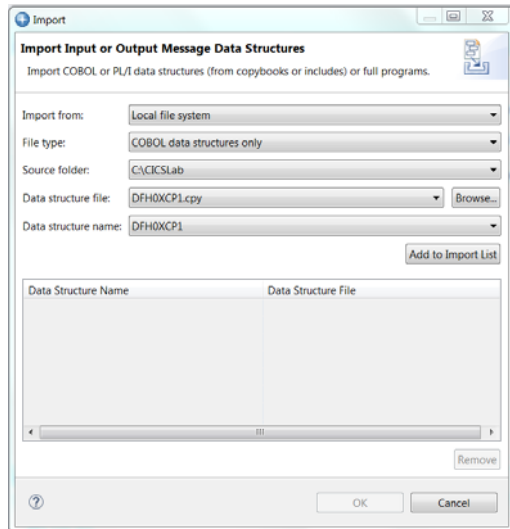 Import
Import Input or Output Message Data Structures
Import COBOL or PL/I data structures (from copybooks or includes) or full programs.
Import from: Local file system
File type: COBOL data structures only
Source folder: C:\CICSLab
Data structure file: DFH0XCP1.cpy Browse...
Data structure name: DFH0XCP1
Add to Import List
Data Structure Name Data Structure File
Remove
OK Cancel